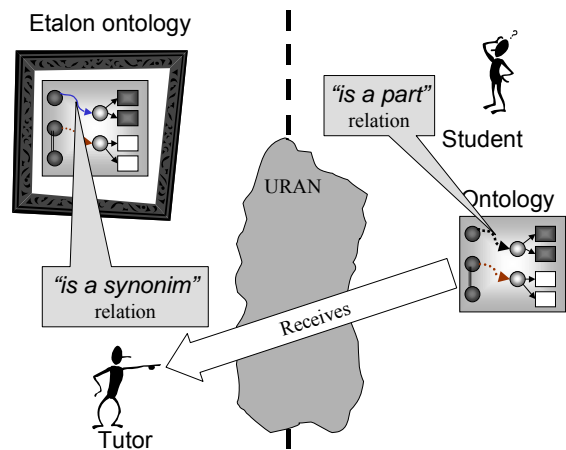 Etalon ontology
?
"is a part"
relation
Student
URAN
Ontology
"is a synonim"
relation
Receives
Tutor